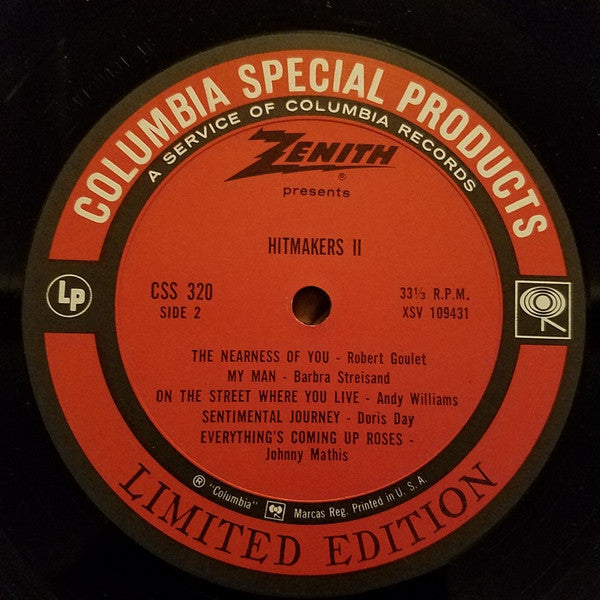 COLUMBIA SPECIAL PRODUCTS
A SERVICE OF COLUMBIA RECORDS
ZENITH ®
presents
HITMAKERS II
LP
CSS 320
SIDE 2
33⅓ R.P.M.
XSV 109431
THE NEARNESS OF YOU - Robert Goulet
MY MAN - Barbra Streisand
ON THE STREET WHERE YOU LIVE - Andy Williams
SENTIMENTAL JOURNEY - Doris Day
EVERYTHING'S COMING UP ROSES -
Johnny Mathis
® "Columbia" Marcas Reg. Printed in U. S. A.
LIMITED EDITION